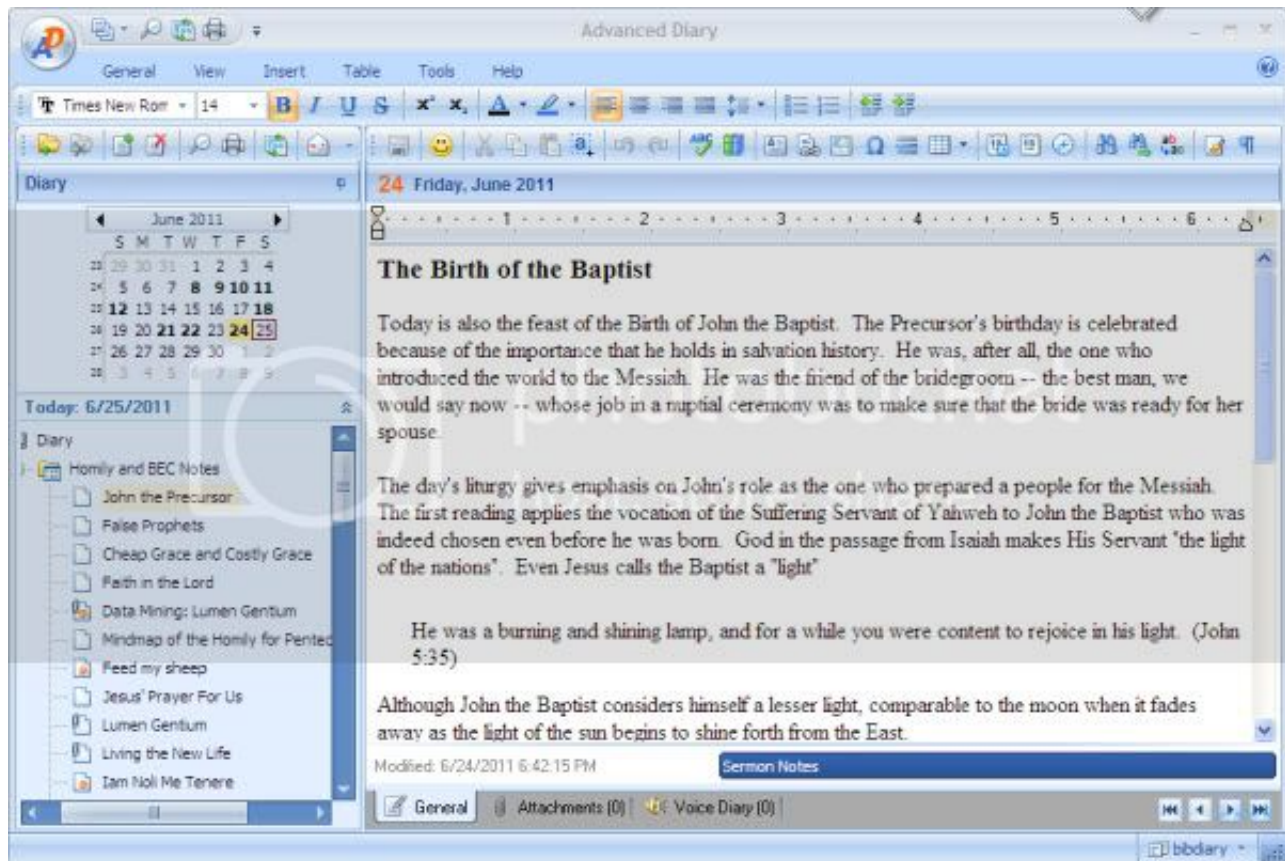 Advanced Diary
General View Insert Table Tools Help
Times New Rom 14 B I U S x² x, A
Diary
24 Friday, June 2011
June 2011
1 2 3 4 5 6
S M T W T F S
23 29 30 31 1 2 3 4
24 5 6 7 8 9 10 11
25 12 13 14 15 16 17 18
26 19 20 21 22 23 24 25
27 26 27 28 29 30 1 2
28 3 4 5 6 7 8 9
Today: 6/25/2011
Diary
Homily and BEC Notes
John the Precursor
False Prophets
Cheap Grace and Costly Grace
Faith in the Lord
Data Mining: Lumen Gentium
Mindmap of the Homily for Pentec
Feed my sheep
Jesus' Prayer For Us
Lumen Gentium
Living the New Life
Iam Noli Me Tenere
The Birth of the Baptist
Today is also the feast of the Birth of John the Baptist. The Precursor's birthday is celebrated
because of the importance that he holds in salvation history. He was, after all, the one who
introduced the world to the Messiah. He was the friend of the bridegroom -- the best man, we
would say now -- whose job in a nuptial ceremony was to make sure that the bride was ready for her
spouse.
The day's liturgy gives emphasis on John's role as the one who prepared a people for the Messiah.
The first reading applies the vocation of the Suffering Servant of Yahweh to John the Baptist who was
indeed chosen even before he was born. God in the passage from Isaiah makes His Servant "the light
of the nations". Even Jesus calls the Baptist a "light"
He was a burning and shining lamp, and for a while you were content to rejoice in his light. (John
5:35)
Although John the Baptist considers himself a lesser light, comparable to the moon when it fades
away as the light of the sun begins to shine forth from the East.
Modified: 6/24/2011 6:42:15 PM
Sermon Notes
General Attachments (0) Voice Diary (0)
bbdiary